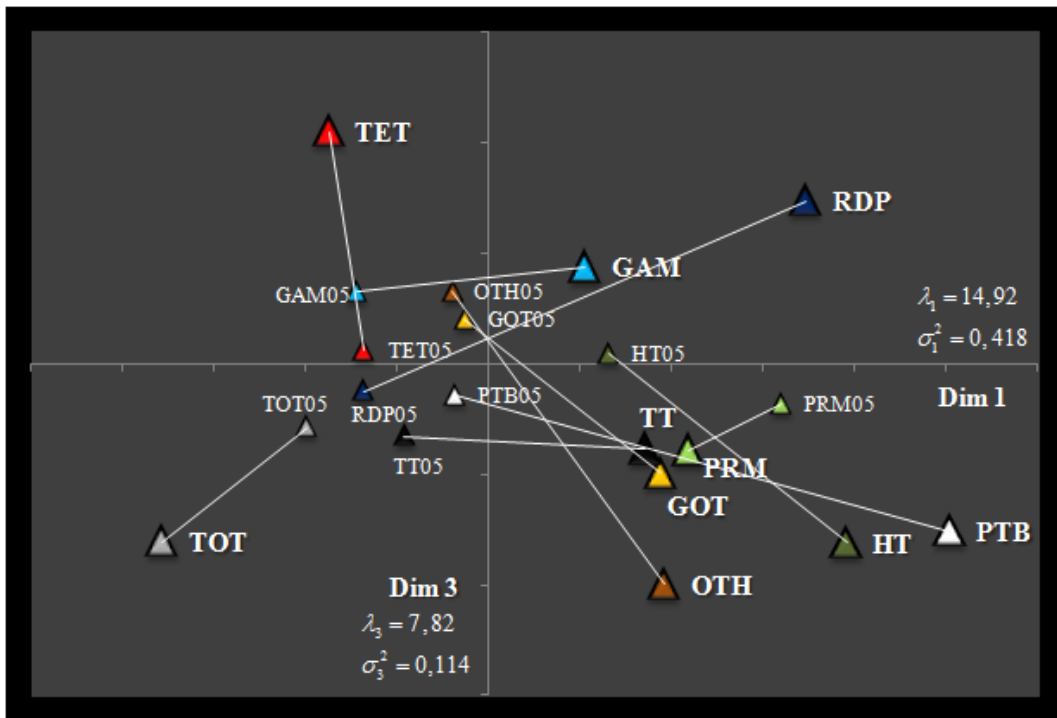 TET
RDP
GAM
GAM05
OTH05
GOT05
λ₁ = 14,92
σ₁² = 0,418
TET05
HT05
RDP05
PTB05
PRM05
Dim 1
TOT05
TT
TT05
PRM
GOT
TOT
HT
PTB
Dim 3
OTH
λ₃ = 7,82
σ₃² = 0,114